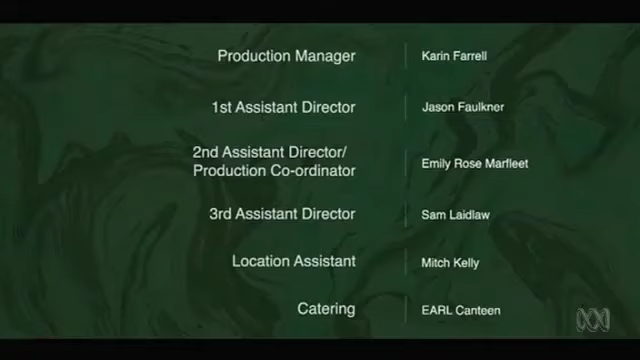 Production Manager Karin Farrell
1st Assistant Director Jason Faulkner
2nd Assistant Director/
Production Co-ordinator Emily Rose Marfleet
3rd Assistant Director Sam Laidlaw
Location Assistant Mitch Kelly
Catering EARL Canteen